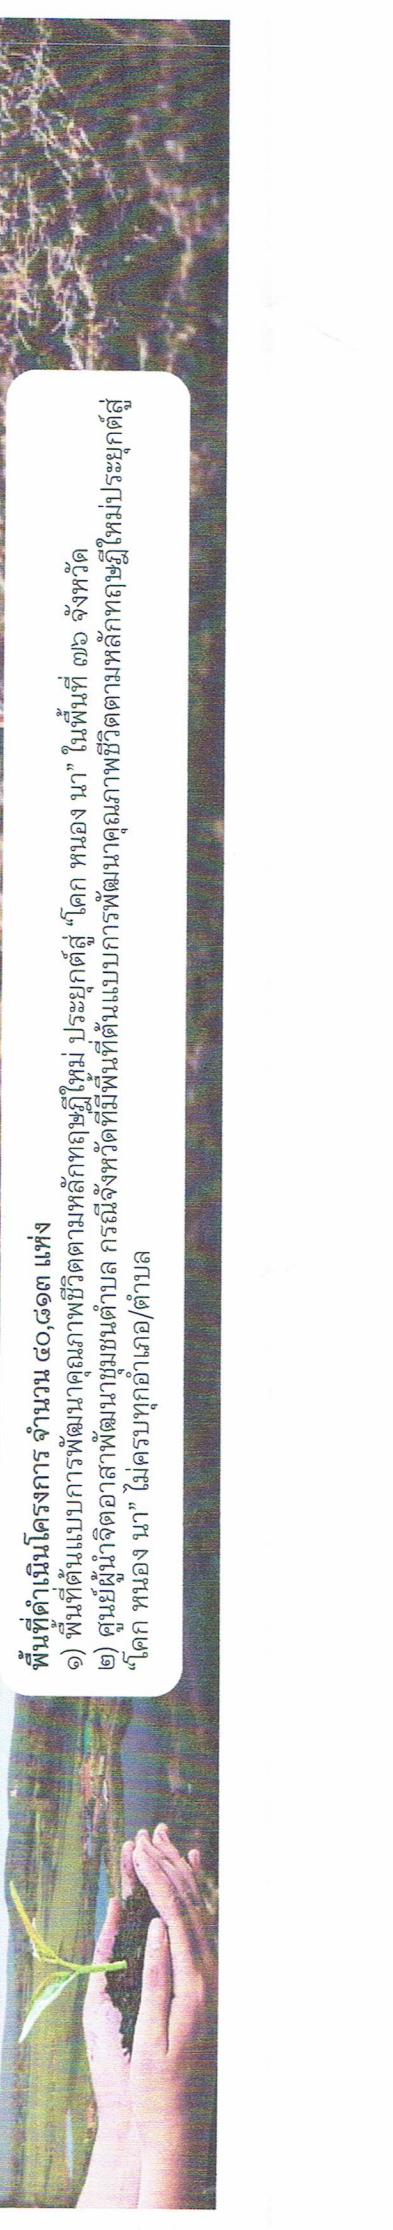 พื้นที่ดำเนินโครงการ จำนวน ๔๐,๘๑๓ แห่ง
๑) พื้นที่ต้นแบบการพัฒนาคุณภาพชีวิตตามหลักทฤษฎีใหม่ ประยุกต์สู่ “โคก หนอง นา” ในพื้นที่ ๗๖ จังหวัด
๒) ศูนย์ผู้นำจิตอาสาพัฒนาชุมชนตำบล กรณีจังหวัดที่มีพื้นที่ต้นแบบการพัฒนาคุณภาพชีวิตตามหลักทฤษฎีใหม่ประยุกต์สู่
“โคก หนอง นา” ไม่ครบทุกอำเภอ/ตำบล